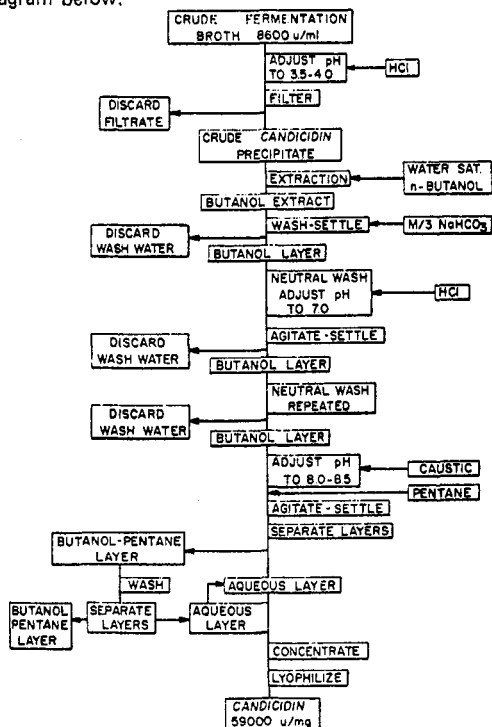 agram below.
CRUDE FERMENTATION
BROTH 8600 u/ml
ADJUST pH
TO 3.5-4.0
HCl
FILTER
DISCARD
FILTRATE
CRUDE CANDICIDIN
PRECIPITATE
EXTRACTION
WATER SAT.
n-BUTANOL
BUTANOL EXTRACT
WASH-SETTLE
M/3 NaHCO3
DISCARD
WASH WATER
BUTANOL LAYER
NEUTRAL WASH
ADJUST pH
TO 7.0
HCl
AGITATE-SETTLE
DISCARD
WASH WATER
BUTANOL LAYER
NEUTRAL WASH
REPEATED
DISCARD
WASH WATER
BUTANOL LAYER
ADJUST pH
TO 8.0-8.5
CAUSTIC
PENTANE
AGITATE-SETTLE
SEPARATE LAYERS
BUTANOL-PENTANE
LAYER
WASH
AQUEOUS LAYER
BUTANOL
PENTANE
LAYER
SEPARATE
LAYERS
AQUEOUS
LAYER
CONCENTRATE
LYOPHILIZE
CANDICIDIN
59000 u/mg